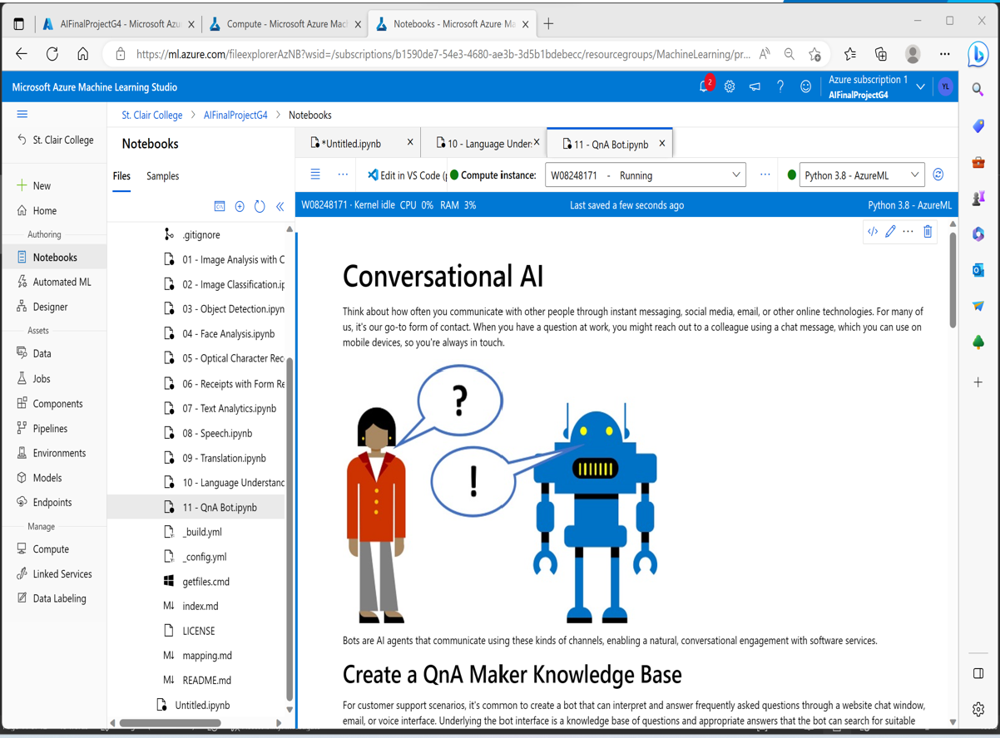 AIFinalProjectG4 - Microsoft Azu
Compute - Microsoft Azure Mac
Notebooks - Microsoft Azure Ma
https://ml.azure.com/fileexplorerAzNB?wsid=/subscriptions/b1590de7-54e3-4680-ae3b-3d5b1bdebecc/resourcegroups/MachineLearning/pr...
Microsoft Azure Machine Learning Studio
2
Azure subscription 1
AIFinalProjectG4
YL
St. Clair College > AIFinalProjectG4 > Notebooks
St. Clair College
New
Home
Authoring
Notebooks
Automated ML
Designer
Assets
Data
Jobs
Components
Pipelines
Environments
Models
Endpoints
Manage
Compute
Linked Services
Data Labeling
Notebooks
Files Samples
.gitignore
01 - Image Analysis with C
02 - Image Classification.ip
03 - Object Detection.ipyn
04 - Face Analysis.ipynb
05 - Optical Character Rec
06 - Receipts with Form Re
07 - Text Analytics.ipynb
08 - Speech.ipynb
09 - Translation.ipynb
10 - Language Understanc
11 - QnA Bot.ipynb
_build.yml
_config.yml
getfiles.cmd
index.md
LICENSE
mapping.md
README.md
Untitled.ipynb
*Untitled.ipynb
10 - Language Under:
11 - QnA Bot.ipynb
Edit in VS Code (
Compute instance:
W08248171 - Running
Python 3.8 - AzureML
W08248171 · Kernel idle CPU 0% RAM 3%
Last saved a few seconds ago
Python 3.8 - AzureML
Conversational AI
Think about how often you communicate with other people through instant messaging, social media, email, or other online technologies. For many of
us, it's our go-to form of contact. When you have a question at work, you might reach out to a colleague using a chat message, which you can use on
mobile devices, so you're always in touch.
?
!
Bots are AI agents that communicate using these kinds of channels, enabling a natural, conversational engagement with software services.
Create a QnA Maker Knowledge Base
For customer support scenarios, it's common to create a bot that can interpret and answer frequently asked questions through a website chat window,
email, or voice interface. Underlying the bot interface is a knowledge base of questions and appropriate answers that the bot can search for suitable